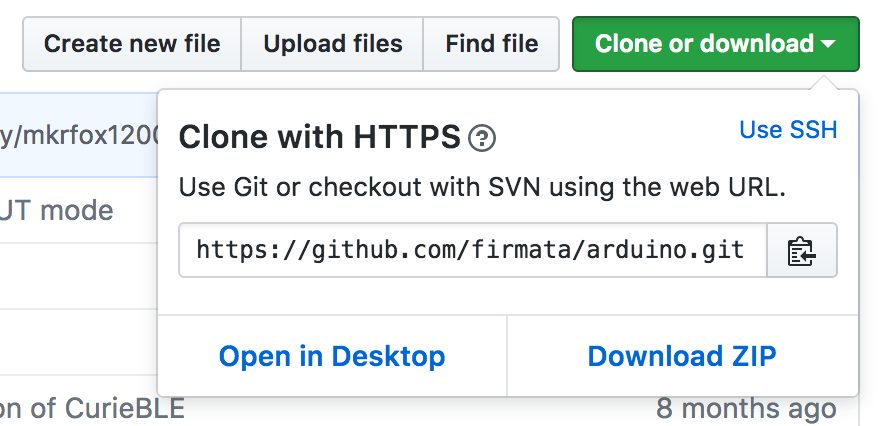 Create new file Upload files Find file Clone or download
y/mkrfox120
Clone with HTTPS ?
Use SSH
Use Git or checkout with SVN using the web URL.
UT mode
https://github.com/firmata/arduino.git
Open in Desktop Download ZIP
on of CurieBLE 8 months ago